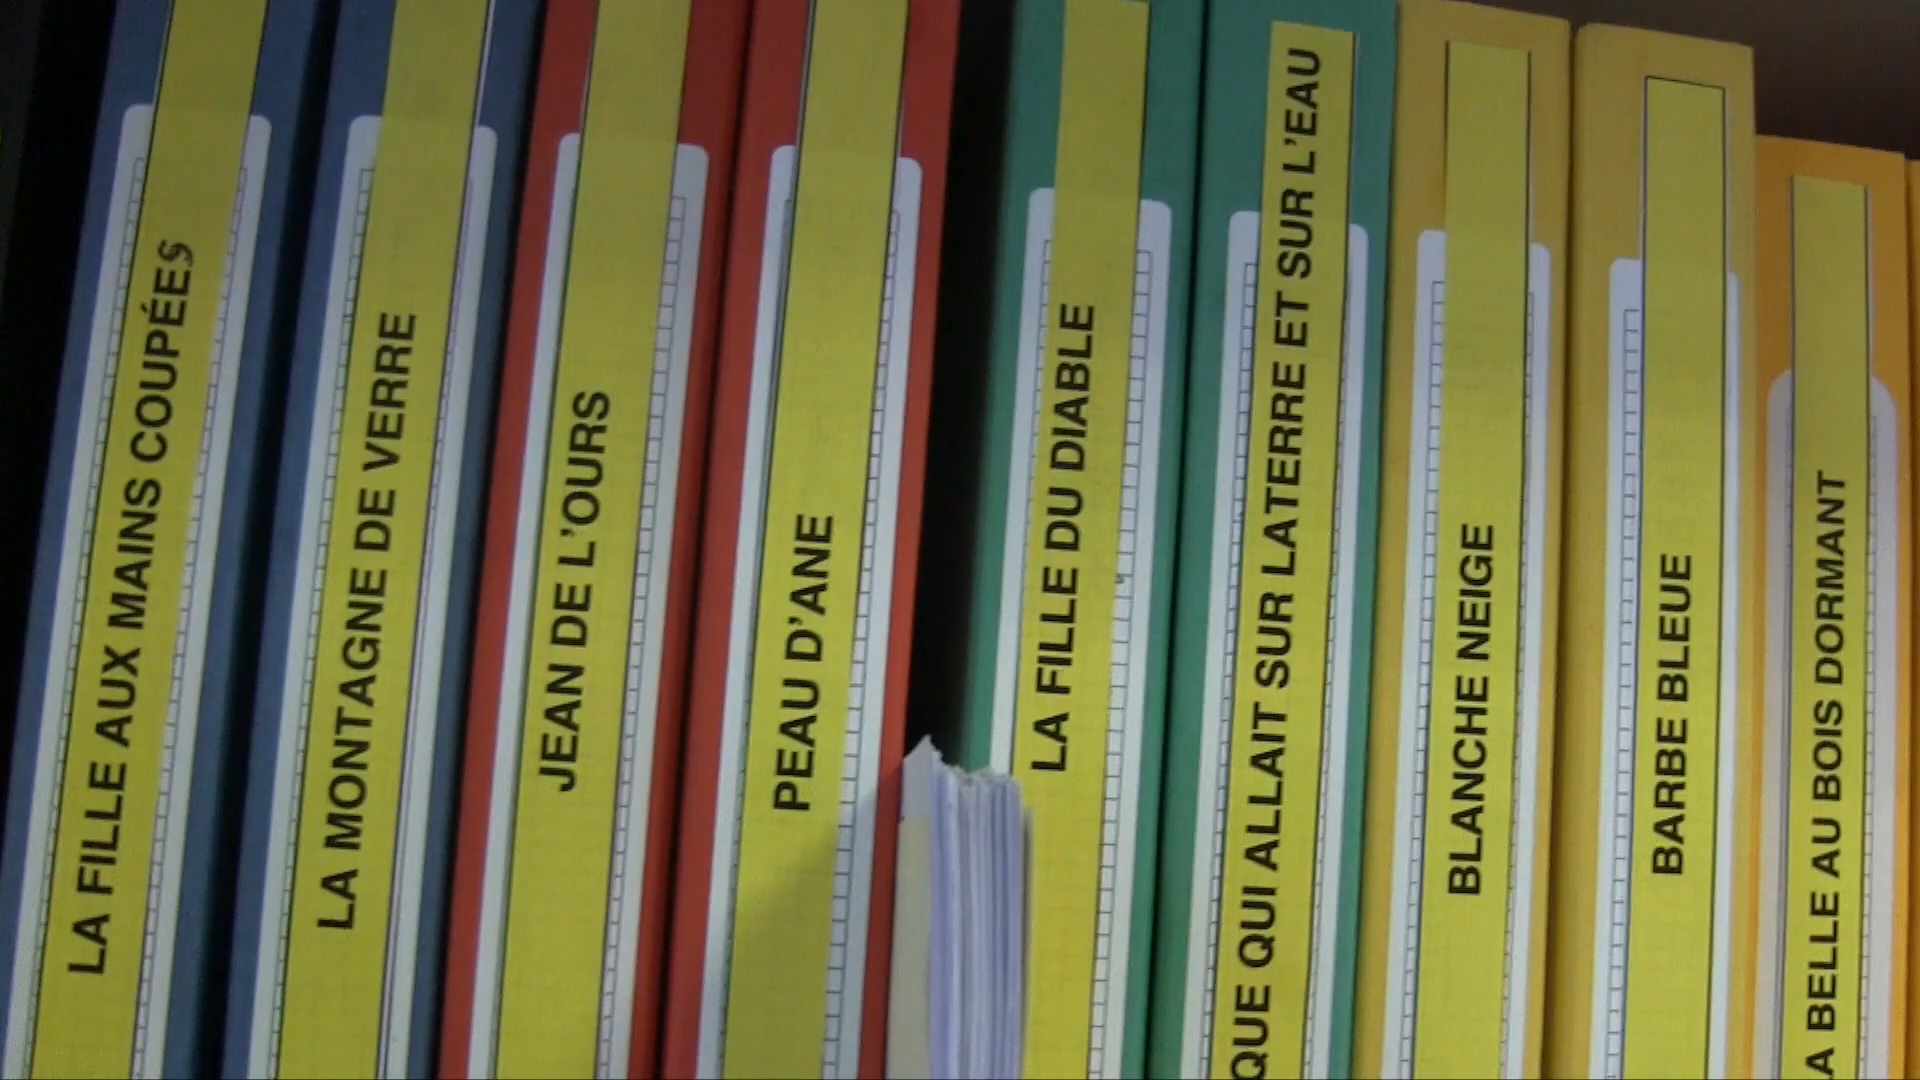 LA FILLE AUX MAINS COUPÉES
LA MONTAGNE DE VERRE
JEAN DE L'OURS
PEAU D'ANE
LA FILLE DU DIABLE
QUE QUI ALLAIT SUR LATERRE ET SUR L'EAU
BLANCHE NEIGE
BARBE BLEUE
A BELLE AU BOIS DORMANT